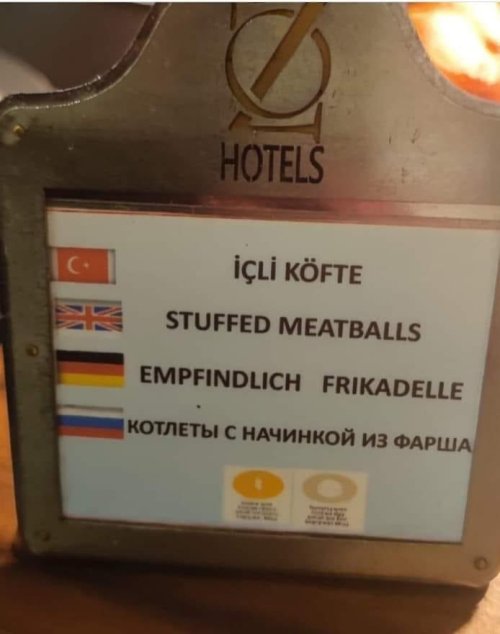 HOTELS
İÇLİ KÖFTE
STUFFED MEATBALLS
EMPFINDLICH FRIKADELLE
КОТЛЕТЫ С НАЧИНКОЙ ИЗ ФАРША